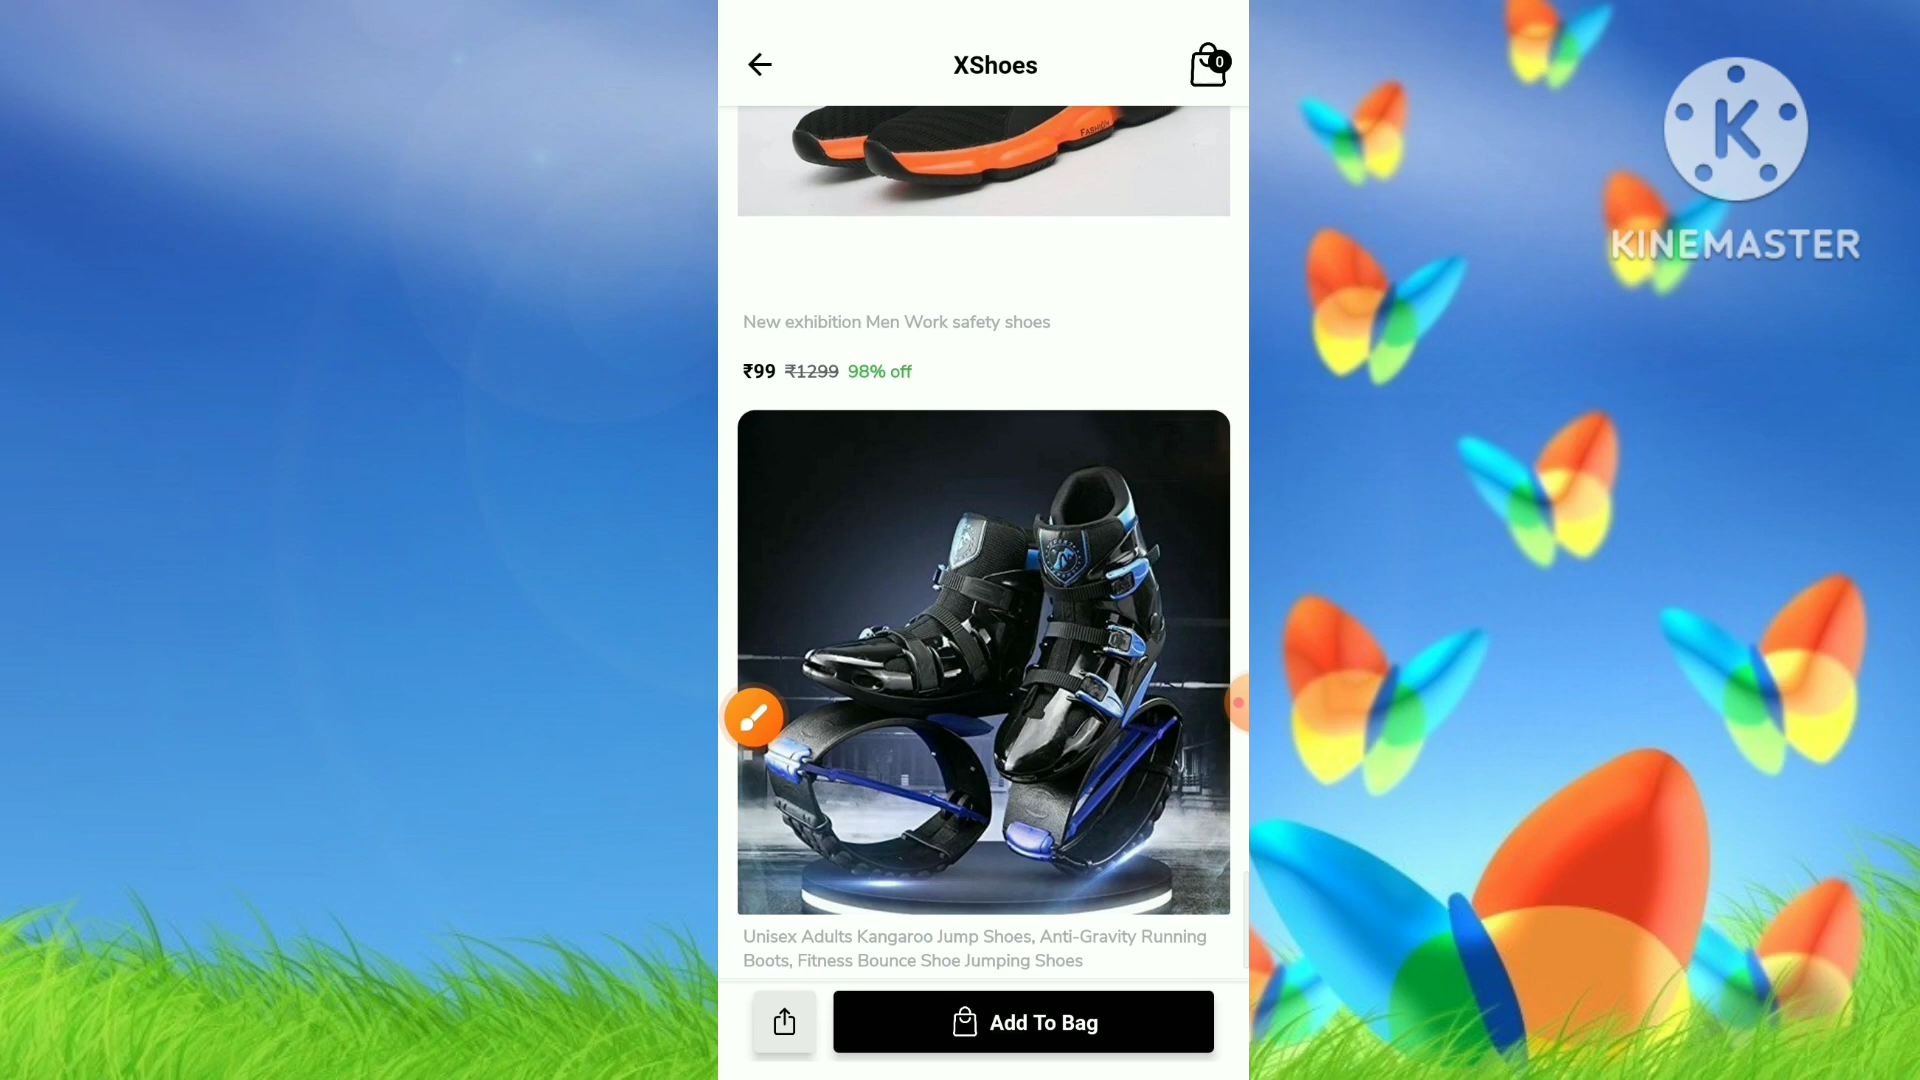 XShoes
0
FASHION
New exhibition Men Work safety shoes
₹99 ₹1299 98% off
Unisex Adults Kangaroo Jump Shoes, Anti-Gravity Running
Boots, Fitness Bounce Shoe Jumping Shoes
Add To Bag
K
KINEMASTER